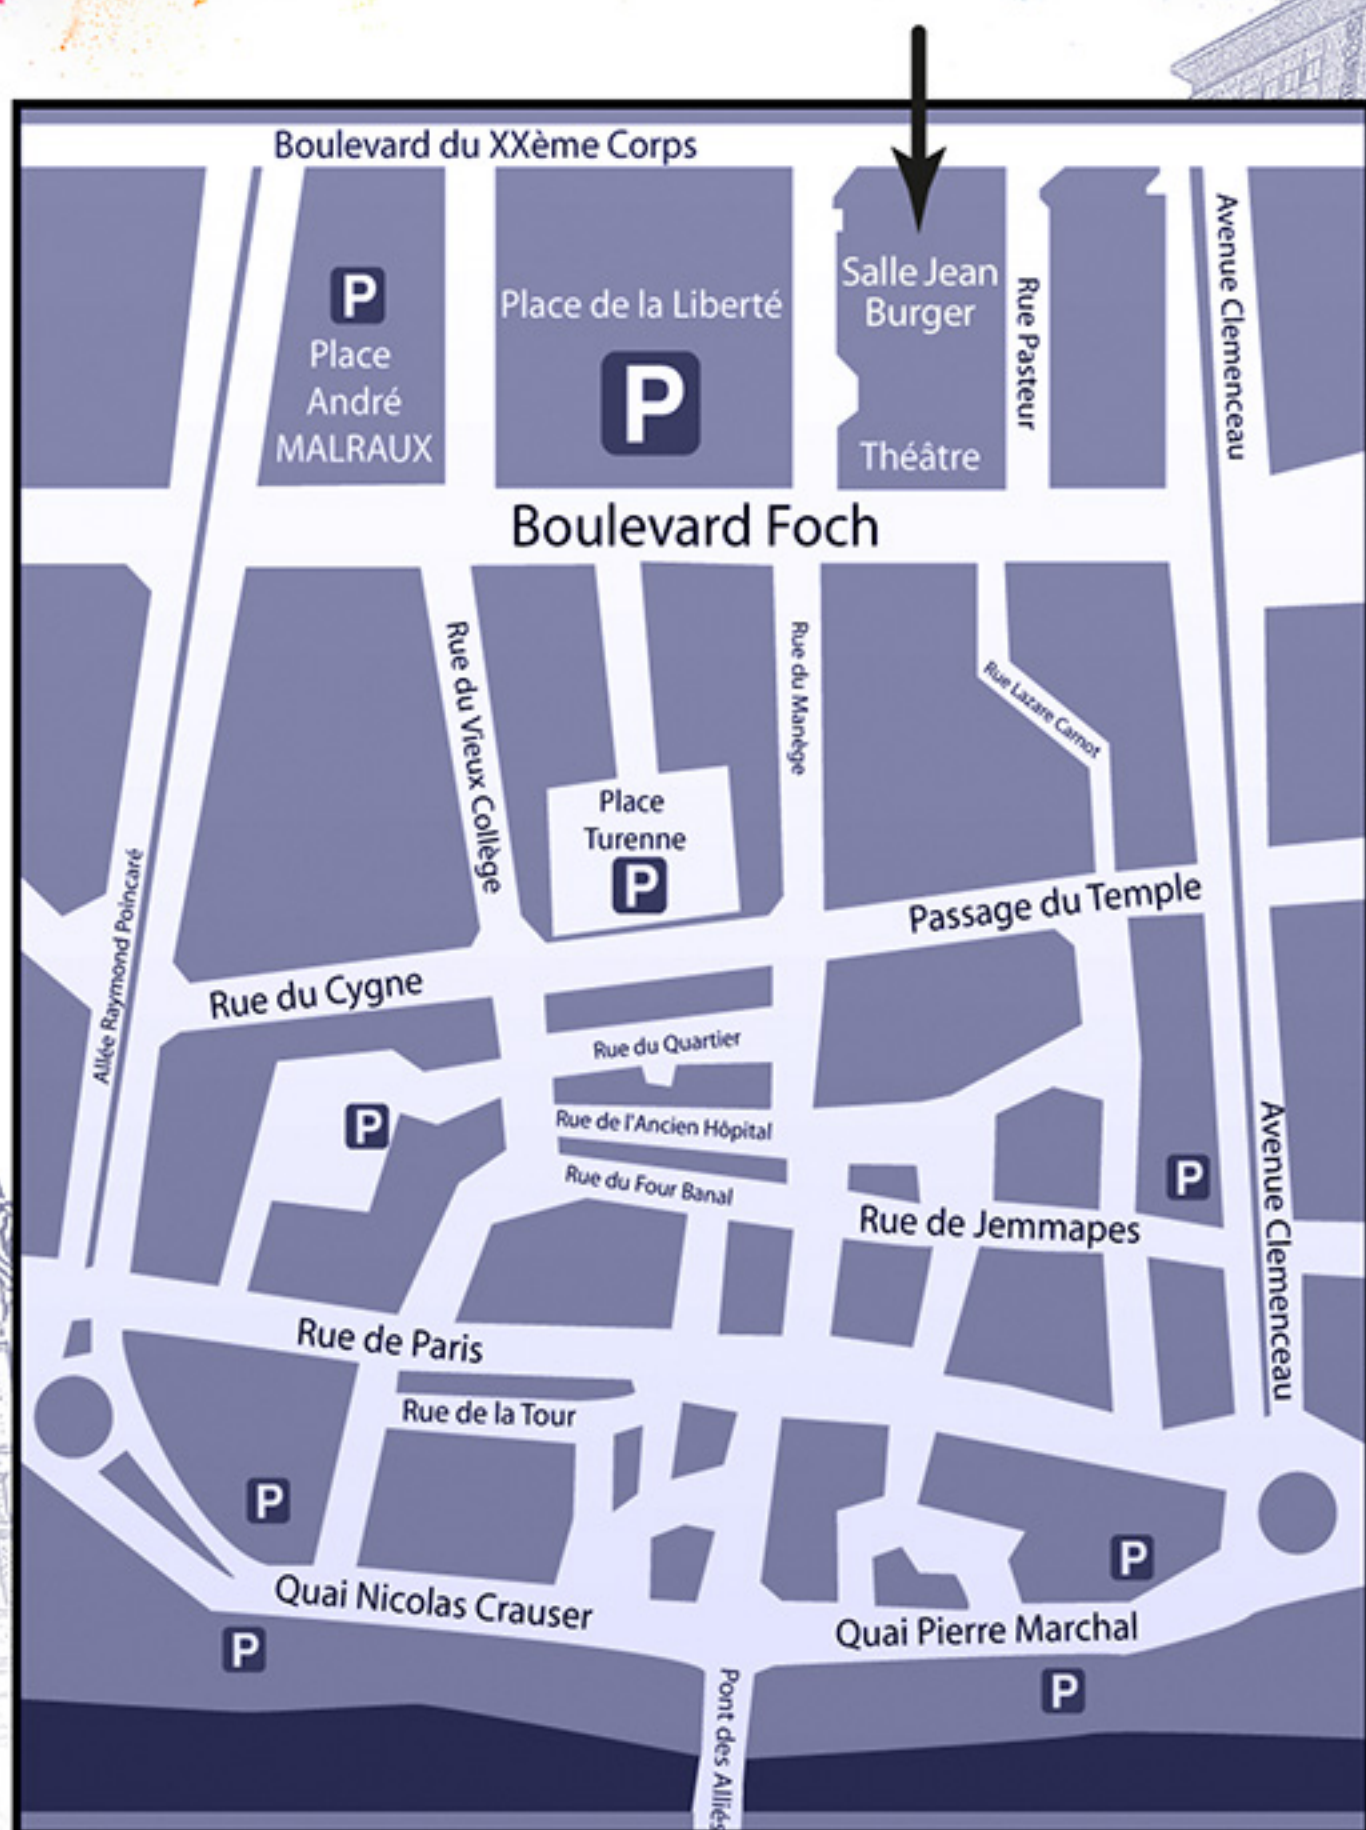 Boulevard du XXème Corps
P
Place
André
MALRAUX
Place de la Liberté
P
Salle Jean
Burger
Théâtre
Rue Pasteur
Avenue Clemenceau
Boulevard Foch
Rue du Vieux Collège
Rue du Manège
Rue Lazare Carnot
Place
Turenne
P
Allée Raymond Poincaré
Passage du Temple
Rue du Cygne
Rue du Quartier
P
Rue de l'Ancien Hôpital
Rue du Four Banal
P
Rue de Jemmapes
Avenue Clemenceau
Rue de Paris
Rue de la Tour
P
P
Quai Nicolas Crauser
Quai Pierre Marchal
P
P
Pont des Alliés